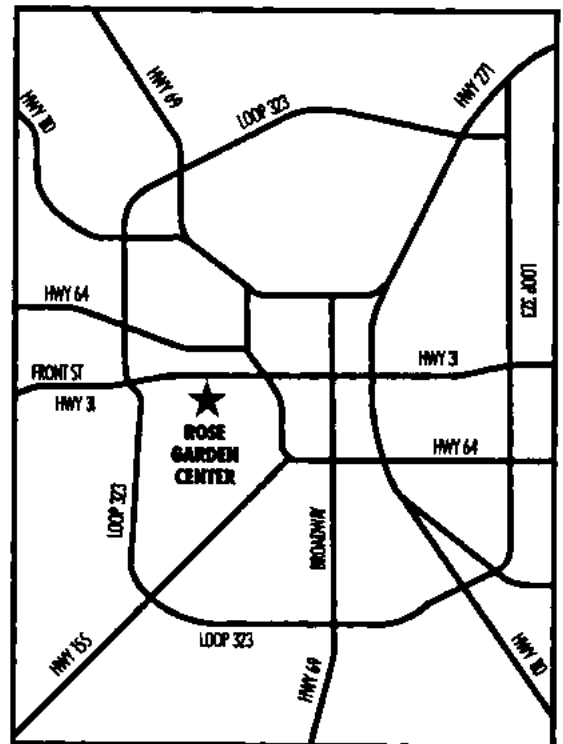 HWY 69
HWY 271
HWY 110
LOOP 323
LOOP 323
HWY 64
FRONT ST
HWY 31
HWY 31
ROSE
GARDEN
CENTER
HWY 64
LOOP 323
BROADWAY
LOOP 323
HWY 155
HWY 69
HWY 110